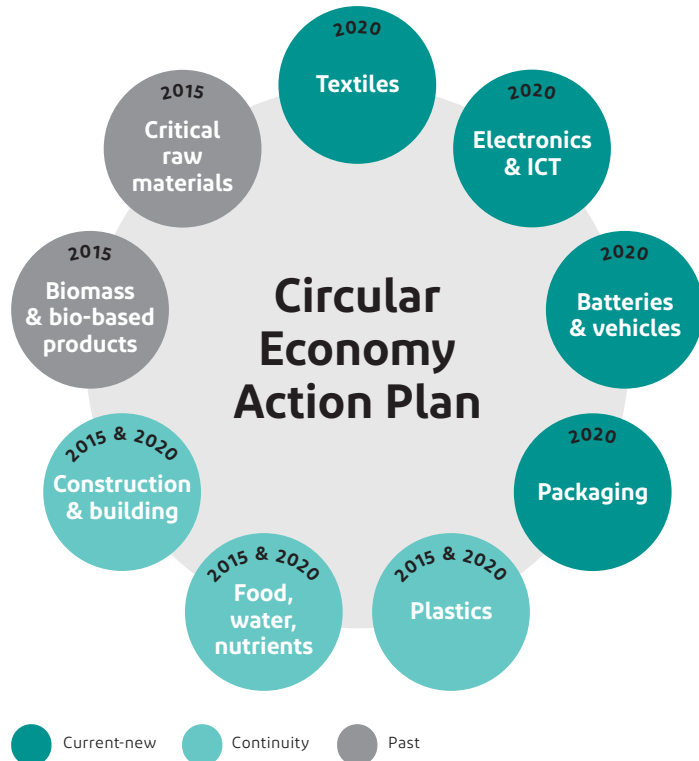 2020
Textiles
2020
Electronics
& ICT
2020
Batteries
& vehicles
2020
Packaging
2015 & 2020
Plastics
2015 & 2020
Food,
water,
nutrients
2015 & 2020
Construction
& building
2015
Biomass
& bio-based
products
2015
Critical
raw
materials
Circular
Economy
Action Plan
Current-new
Continuity
Past